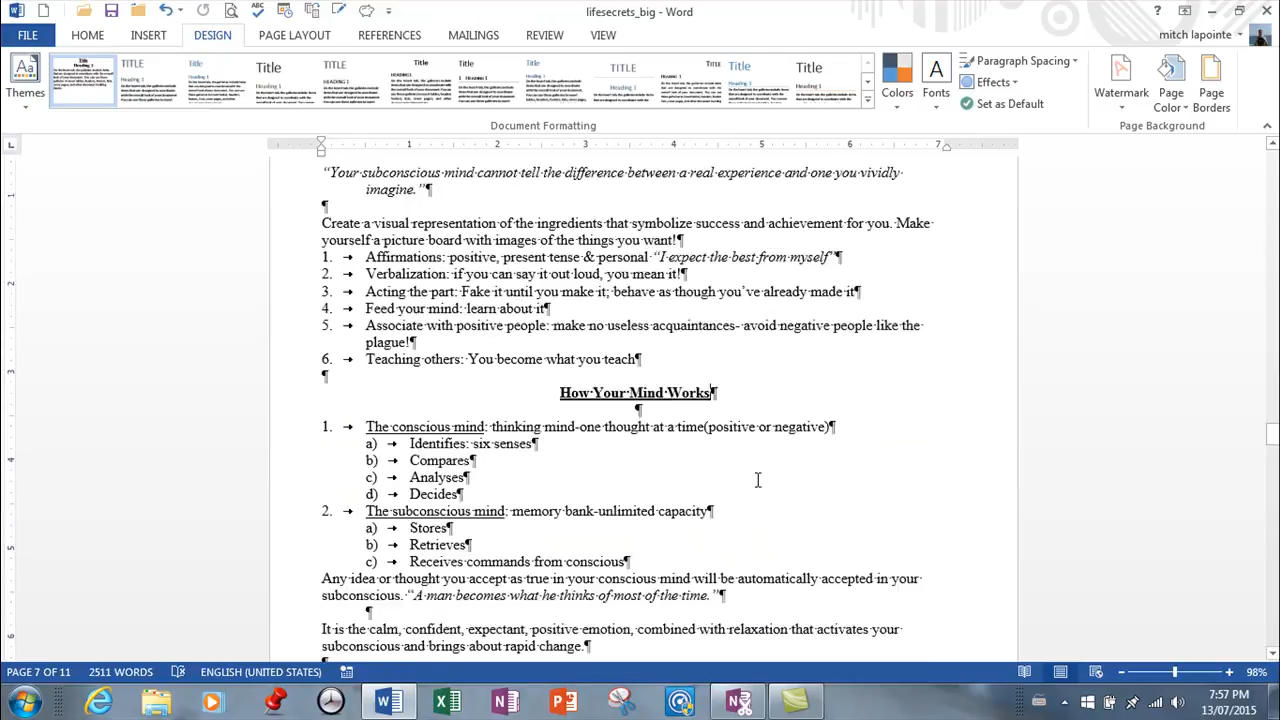 lifesecrets_big - Word
FILE HOME INSERT DESIGN PAGE LAYOUT REFERENCES MAILINGS REVIEW VIEW mitch lapointe
Themes Colors Fonts Paragraph Spacing Effects Set as Default Watermark Page Color Page Borders
Document Formatting Page Background
1 2 3 4 5 6 7
“Your subconscious mind cannot tell the difference between a real experience and one you vividly
imagine.”¶
¶
Create a visual representation of the ingredients that symbolize success and achievement for you. Make
yourself a picture board with images of the things you want!¶
1. → Affirmations: positive, present tense & personal “I expect the best from myself”¶
2. → Verbalization: if you can say it out loud, you mean it!¶
3. → Acting the part: Fake it until you make it; behave as though you’ve already made it¶
4. → Feed your mind: learn about it¶
5. → Associate with positive people: make no useless acquaintances- avoid negative people like the
plague!¶
6. → Teaching others: You become what you teach¶
¶
How Your Mind Works¶
¶
1. → The conscious mind: thinking mind-one thought at a time(positive or negative)¶
a) → Identifies: six senses¶
b) → Compares¶
c) → Analyses¶
d) → Decides¶
2. → The subconscious mind: memory bank-unlimited capacity¶
a) → Stores¶
b) → Retrieves¶
c) → Receives commands from conscious¶
Any idea or thought you accept as true in your conscious mind will be automatically accepted in your
subconscious. “A man becomes what he thinks of most of the time.”¶
¶
It is the calm, confident, expectant, positive emotion, combined with relaxation that activates your
subconscious and brings about rapid change.¶
PAGE 7 OF 11 2511 WORDS ENGLISH (UNITED STATES) 98%
7:57 PM
13/07/2015